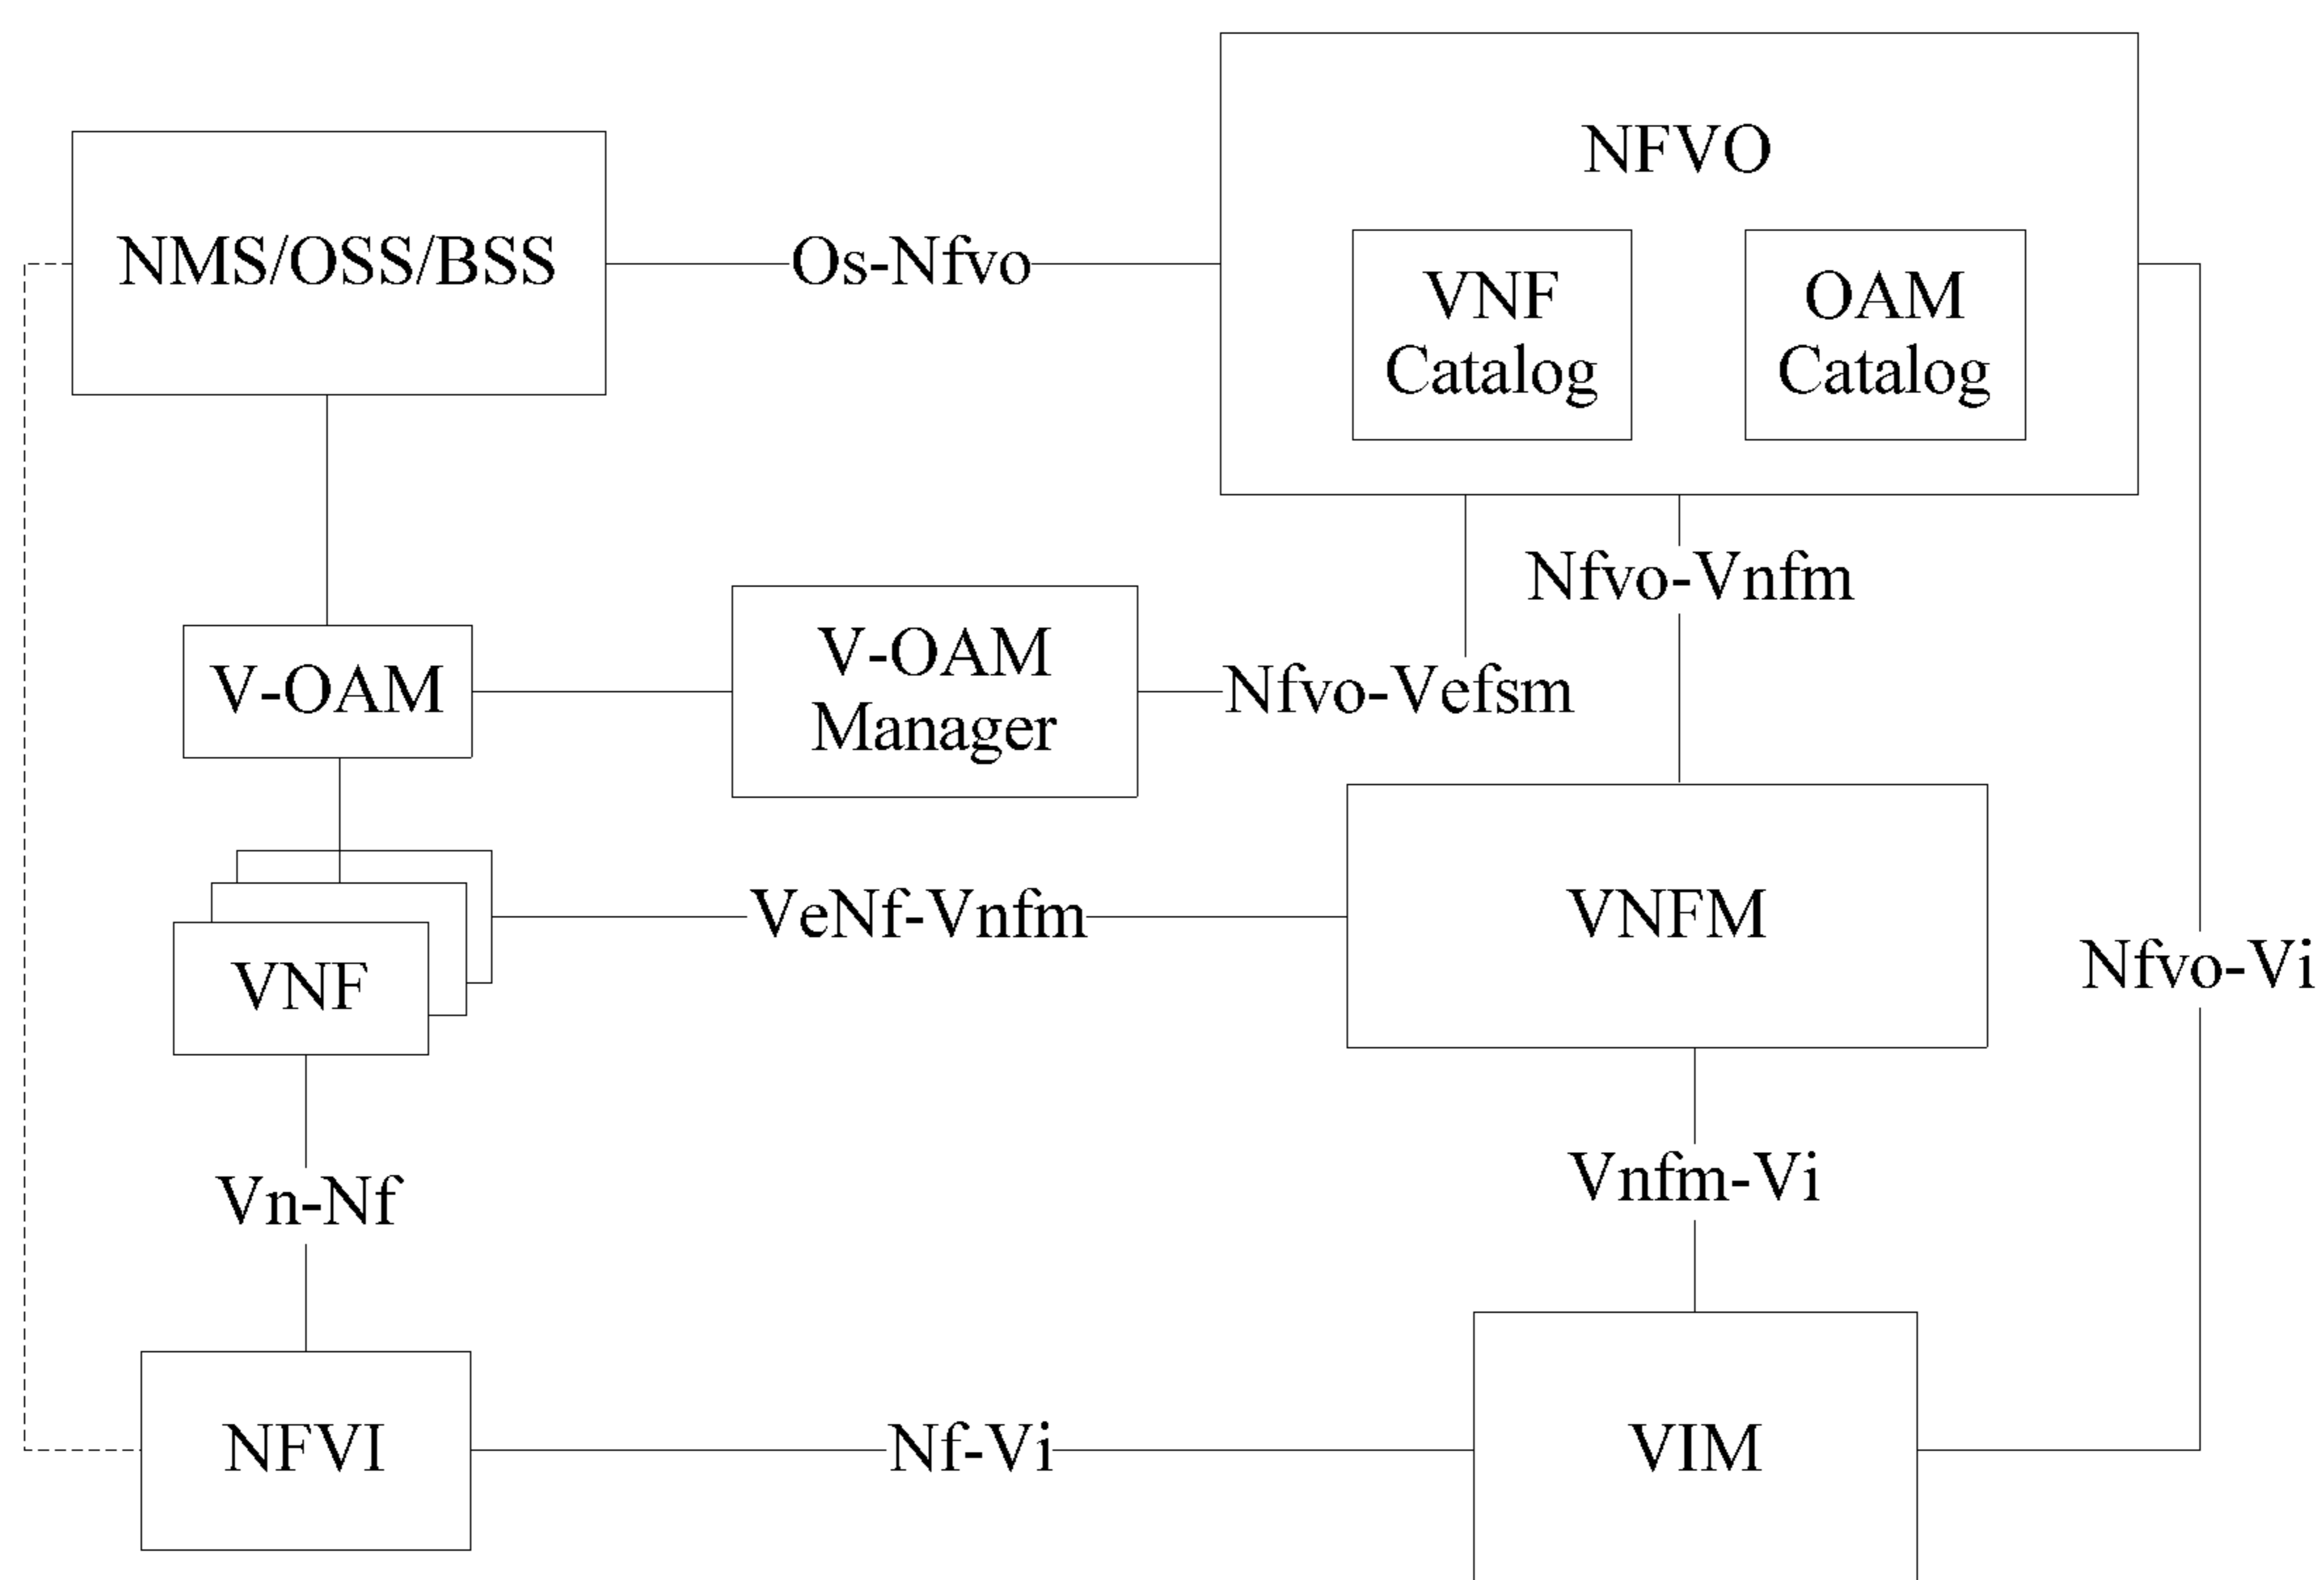 NFVO
NMS/OSS/BSS
Os-Nfvo
VNF
Catalog
OAM
Catalog
Nfvo-Vnfm
V-OAM
V-OAM
Manager
Nfvo-Vefsm
VNF
VeNf-Vnfm
VNFM
Nfvo-Vi
Vn-Nf
Vnfm-Vi
NFVI
Nf-Vi
VIM